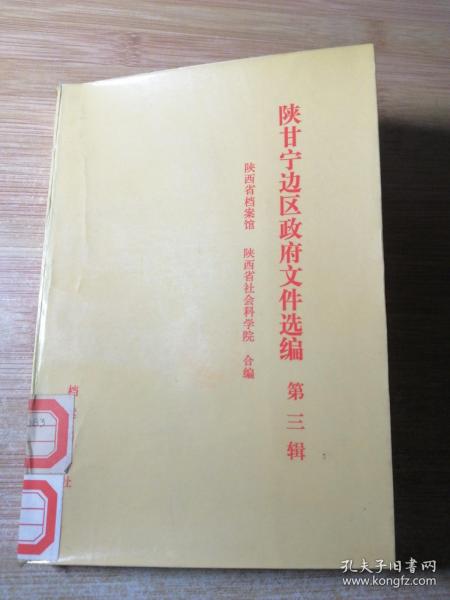 陕甘宁边区政府文件选编 第三辑
陕西省档案馆 陕西省社会科学院 合编
档
社
孔夫子旧书网
www.kongfz.com